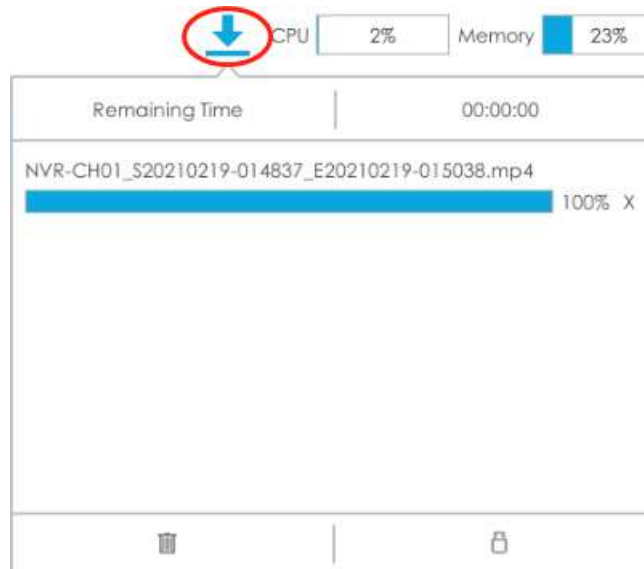 CPU 2% Memory 23%
Remaining Time 00:00:00
NVR-CH01_S20210219-014837_E20210219-015038.mp4
100% X